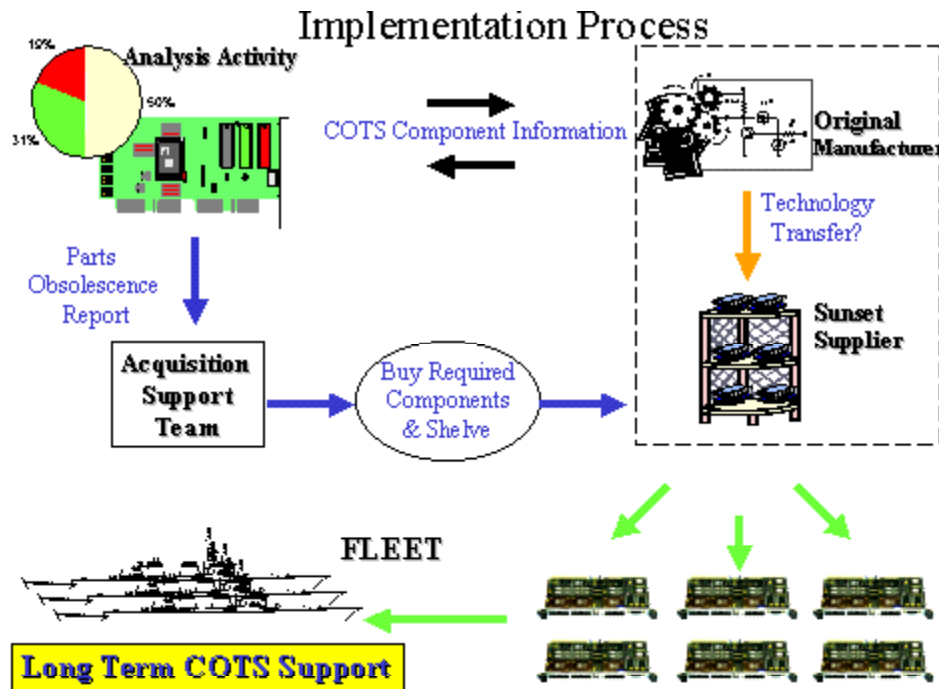 Implementation Process
19%
Analysis Activity
50%
31%
COTS Component Information
Original
Manufacturer
Technology
Transfer?
Parts
Obsolescence
Report
Sunset
Supplier
Acquisition
Support
Team
Buy Required
Components
& Shelve
FLEET
Long Term COTS Support